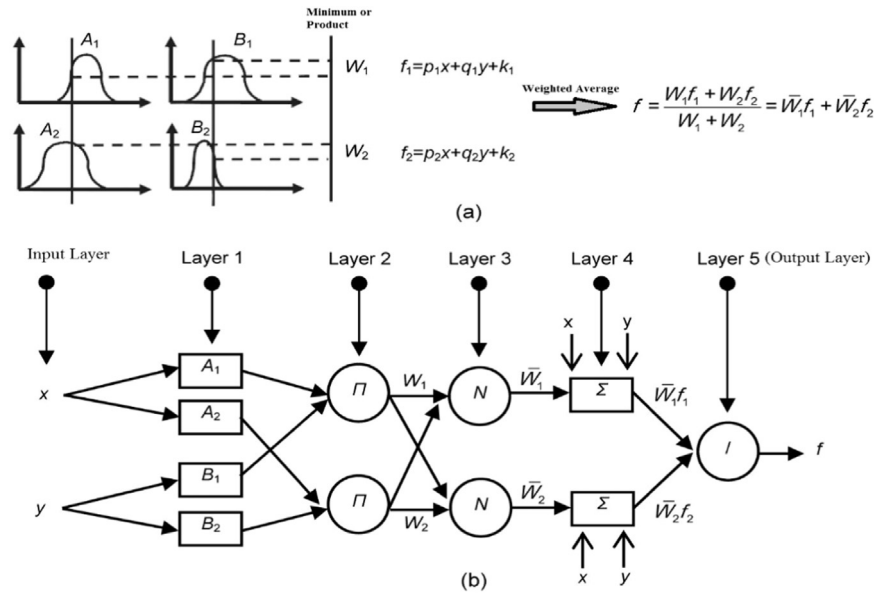 Minimum or
Product
A₁
B₁
W₁ f₁=p₁x+q₁y+k₁
Weighted Average
f = W₁f₁ + W₂f₂ / W₁ + W₂ = W̅₁f₁ + W̅₂f₂
A₂
B₂
W₂ f₂=p₂x+q₂y+k₂
(a)
Input Layer Layer 1 Layer 2 Layer 3 Layer 4 Layer 5 (Output Layer)
x y
A₁
Π W₁ N W̅₁ Σ W̅₁f₁
x
A₂
I f
B₁
y
Π W₂ N W̅₂ Σ W̅₂f₂
B₂
x y
(b)